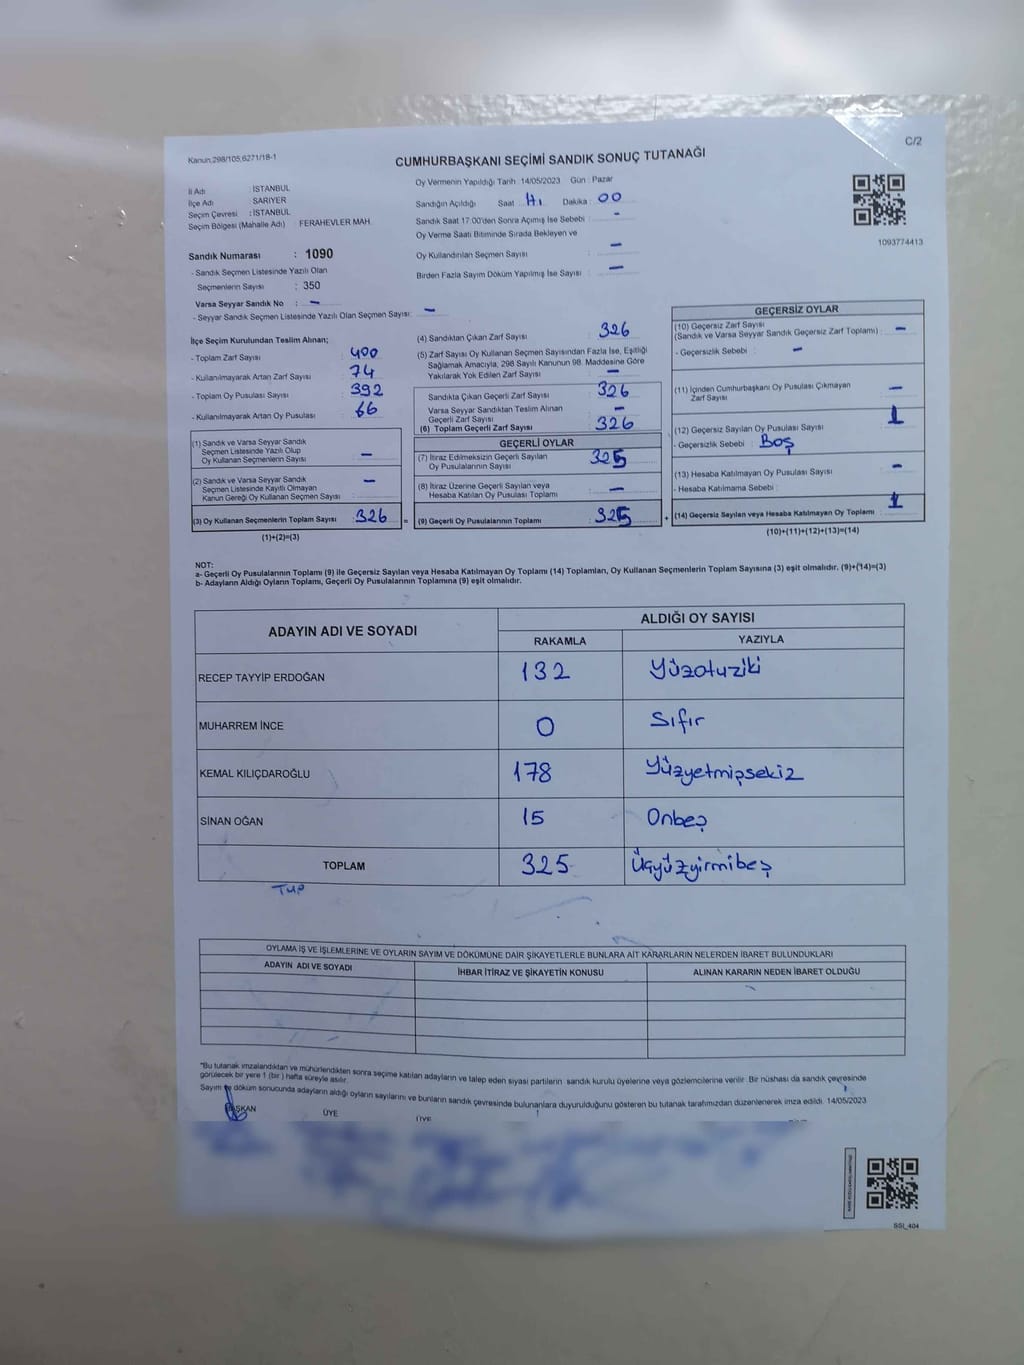 Kanun,298/105,6271/18-1
C/2
CUMHURBAŞKANI SEÇİMİ SANDIK SONUÇ TUTANAĞI
İl Adı : İSTANBUL
İlçe Adı : SARIYER
Seçim Çevresi : İSTANBUL
Seçim Bölgesi (Mahalle Adı) FERAHEVLER MAH.
Oy Vermenin Yapıldığı Tarih :14/05/2023 Gün : Pazar
Sandığın Açıldığı Saat : Dakika : 00
Sandık Saat 17:00'den Sonra Açımış İse Sebebi : -
Oy Verme Saati Bitiminde Sırada Bekleyen ve
Oy Kullandırılan Seçmen Sayısı : -
Birden Fazla Sayım Döküm Yapılmış İse Sayısı : -
1093774413
Sandık Numarası : 1090
- Sandık Seçmen Listesinde Yazılı Olan
Seçmenlerin Sayısı : 350
Varsa Seyyar Sandık No : -
- Seyyar Sandık Seçmen Listesinde Yazılı Olan Seçmen Sayısı: -
İlçe Seçim Kurulundan Teslim Alınan;
- Toplam Zarf Sayısı : 400
- Kullanılmayarak Artan Zarf Sayısı : 74
- Toplam Oy Pusulası Sayısı : 392
- Kullanılmayarak Artan Oy Pusulası : 66
(1) Sandık ve Varsa Seyyar Sandık
Seçmen Listesinde Yazılı Olup
Oy Kullanan Seçmenlerin Sayısı : -
(2) Sandık ve Varsa Seyyar Sandık
Seçmen Listesinde Kayıtlı Olmayan
Kanun Gereği Oy Kullanan Seçmen Sayısı : -
(3) Oy Kullanan Seçmenlerin Toplam Sayısı : 326 =
(1)+(2)=(3)
(4) Sandıktan Çıkan Zarf Sayısı : 326
(5) Zarf Sayısı Oy Kullanan Seçmen Sayısından Fazla İse, Eşitliği
Sağlamak Amacıyla, 298 Sayılı Kanunun 98. Maddesine Göre
Yakılarak Yok Edilen Zarf Sayısı : -
Sandıkta Çıkan Geçerli Zarf Sayısı : 326
Varsa Seyyar Sandıktan Teslim Alınan
Geçerli Zarf Sayısı : -
(6) Toplam Geçerli Zarf Sayısı : 326
GEÇERLİ OYLAR
(7) İtiraz Edilmeksizin Geçerli Sayılan
Oy Pusulalarının Sayısı : 325
(8) İtiraz Üzerine Geçerli Sayılan veya
Hesaba Katılan Oy Pusulası Toplamı : -
(9) Geçerli Oy Pusulalarının Toplamı : 325 +
GEÇERSİZ OYLAR
(10) Geçersiz Zarf Sayısı
(Sandık ve Varsa Seyyar Sandık Geçersiz Zarf Toplamı) : -
- Geçersizlik Sebebi : -
(11) İçinden Cumhurbaşkanı Oy Pusulası Çıkmayan
Zarf Sayısı : -
(12) Geçersiz Sayılan Oy Pusulası Sayısı : 1
- Geçersizlik Sebebi : Boş
(13) Hesaba Katılmayan Oy Pusulası Sayısı : -
- Hesaba Katılmama Sebebi :
(14) Geçersiz Sayılan veya Hesaba Katılmayan Oy Toplamı : 1
(10)+(11)+(12)+(13)=(14)
NOT:
a- Geçerli Oy Pusulalarının Toplamı (9) ile Geçersiz Sayılan veya Hesaba Katılmayan Oy Toplamı (14) Toplamları, Oy Kullanan Seçmenlerin Toplam Sayısına (3) eşit olmalıdır. (9)+(14)=(3)
b- Adayların Aldığı Oyların Toplamı, Geçerli Oy Pusulalarının Toplamına (9) eşit olmalıdır.
ADAYIN ADI VE SOYADI ALDIĞI OY SAYISI
RAKAMLA YAZIYLA
RECEP TAYYİP ERDOĞAN 132 Yüzotuziki
MUHARREM İNCE 0 Sıfır
KEMAL KILIÇDAROĞLU 178 Yüzyetmişsekiz
SİNAN OĞAN 15 Onbeş
TOPLAM 325 Üçyüzyirmibeş
OYLAMA İŞ VE İŞLEMLERİNE VE OYLARIN SAYIM VE DÖKÜMÜNE DAİR ŞİKAYETLERLE BUNLARA AİT KARARLARIN NELERDEN İBARET BULUNDUKLARI
ADAYIN ADI VE SOYADI İHBAR İTİRAZ VE ŞİKAYETİN KONUSU ALINAN KARARIN NEDEN İBARET OLDUĞU
"Bu tutanak imzalandıktan ve mühürlendikten sonra seçime katılan adayların ve talep eden siyasi partilerin sandık kurulu üyelerine veya gözlemcilerine verilir. Bir nüshası da sandık çevresinde
görülecek bir yere 1 (bir) hafta süreyle asılır.
Sayım ve döküm sonucunda adayların aldığı oyların sayılarını ve bunların sandık çevresinde bulunanlara duyurulduğunu gösteren bu tutanak tarafımızdan düzenlenerek imza edildi. 14/05/2023
BAŞKAN ÜYE ÜYE
SSİ_404